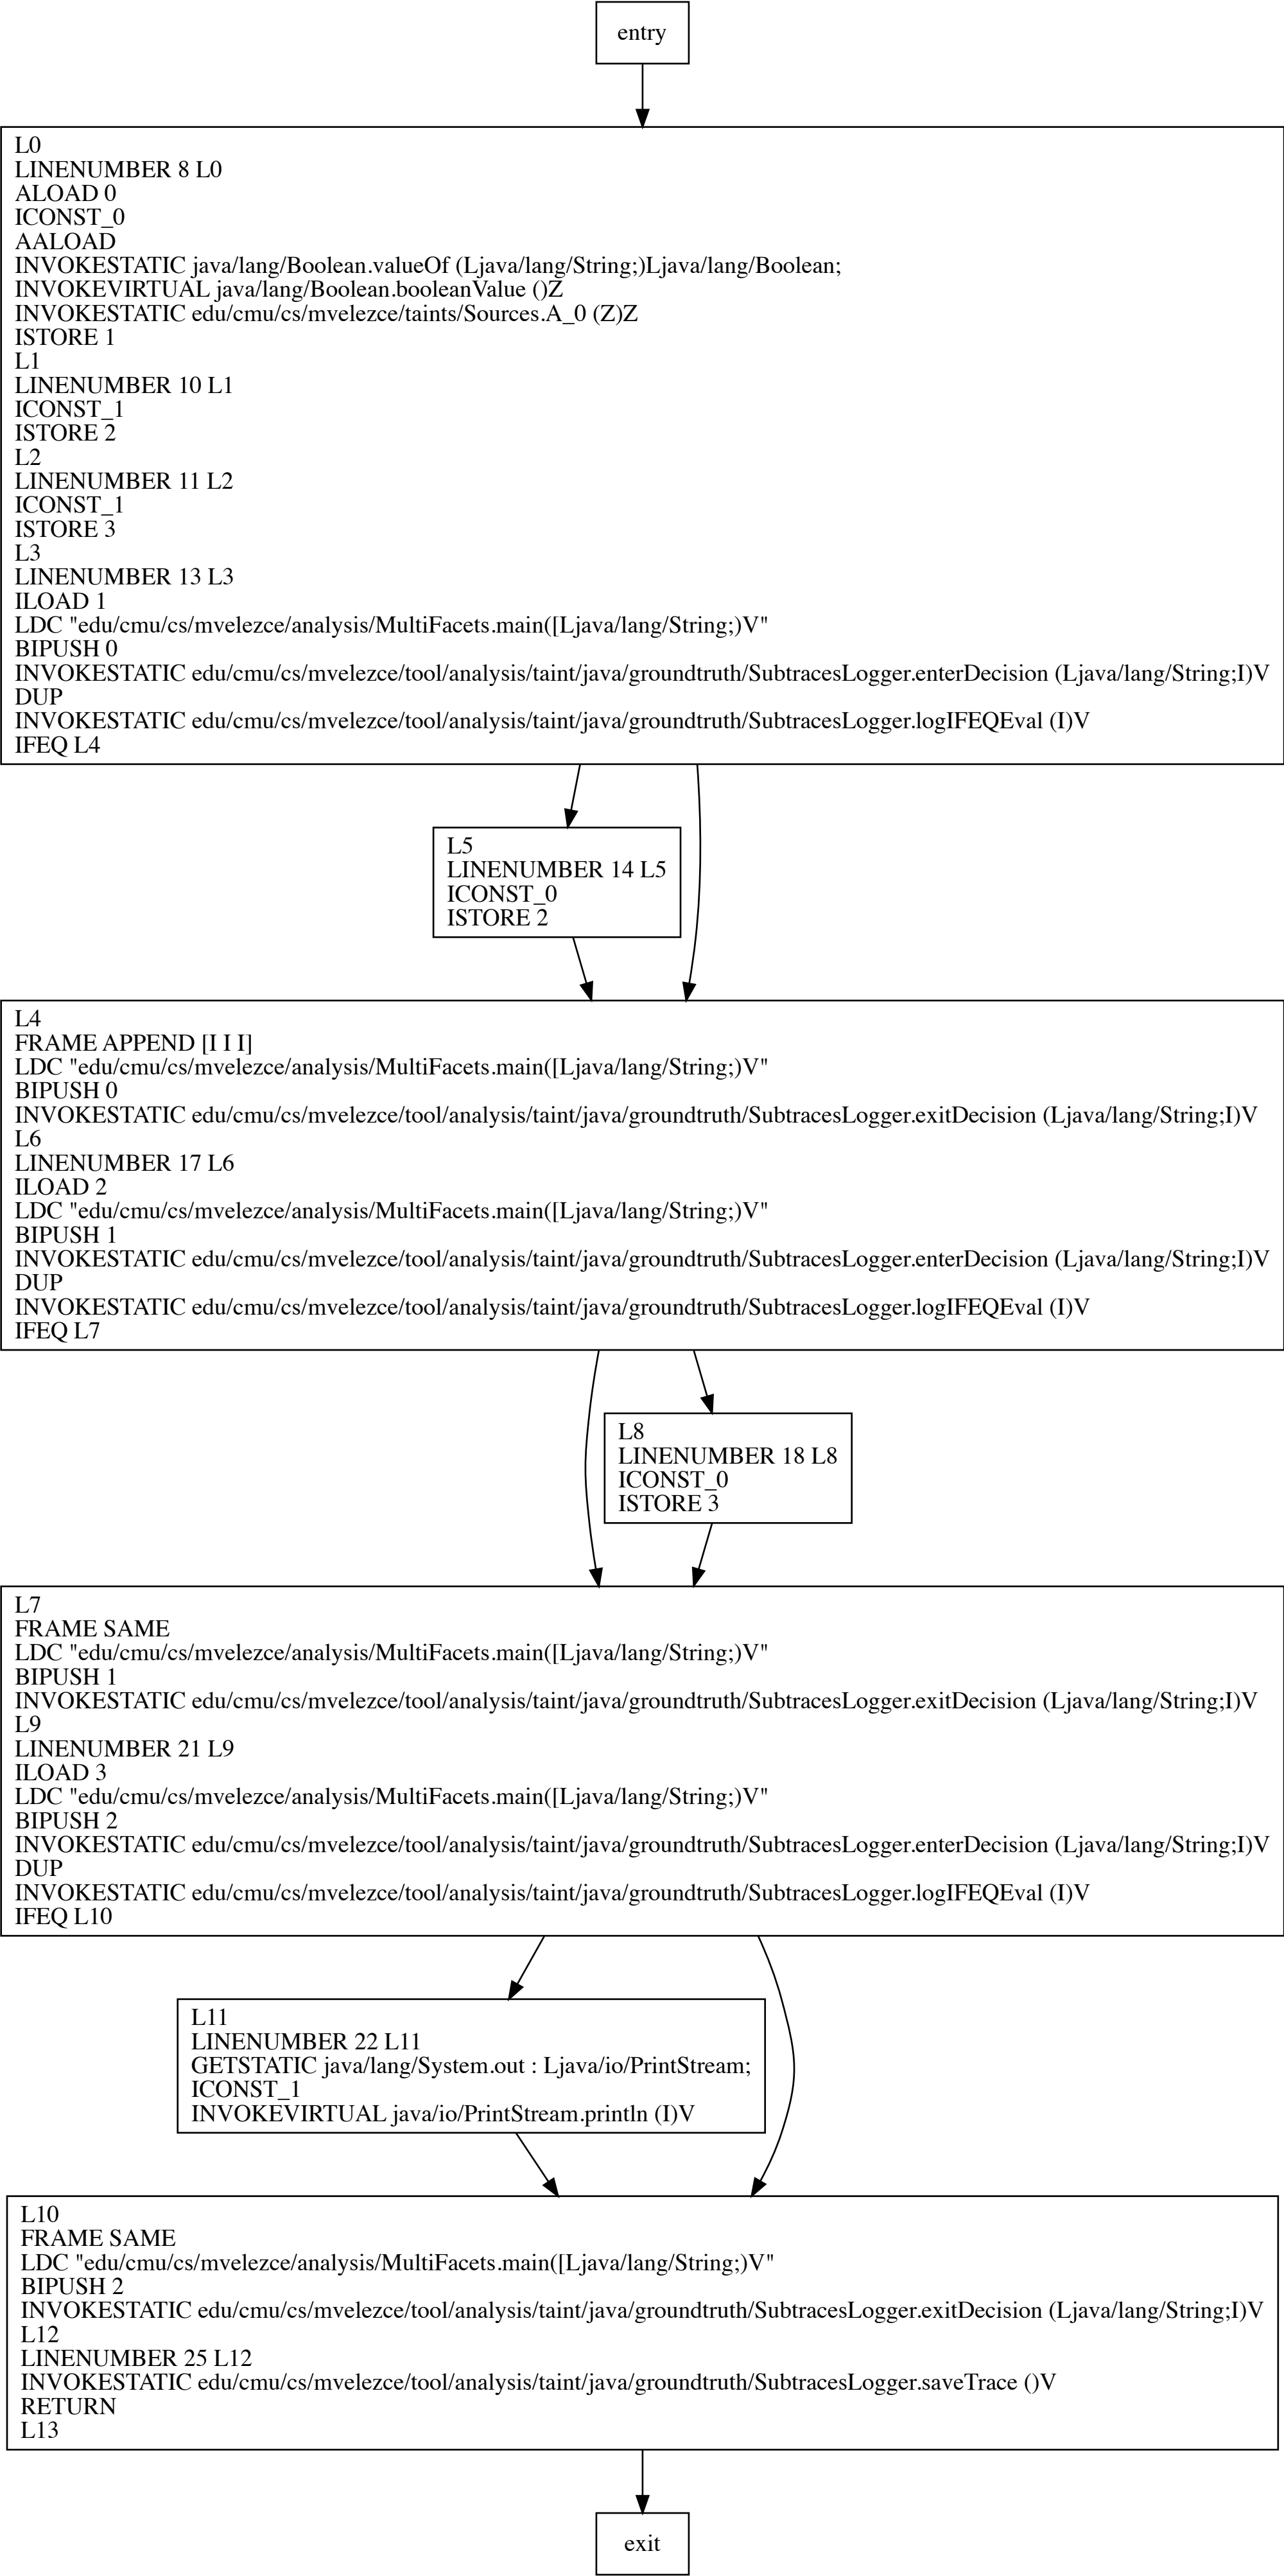 entry
L0
LINENUMBER 8 L0
ALOAD 0
ICONST_0
AALOAD
INVOKESTATIC java/lang/Boolean.valueOf (Ljava/lang/String;)Ljava/lang/Boolean;
INVOKEVIRTUAL java/lang/Boolean.booleanValue ()Z
INVOKESTATIC edu/cmu/cs/mvelezce/taints/Sources.A_0 (Z)Z
ISTORE 1
L1
LINENUMBER 10 L1
ICONST_1
ISTORE 2
L2
LINENUMBER 11 L2
ICONST_1
ISTORE 3
L3
LINENUMBER 13 L3
ILOAD 1
LDC "edu/cmu/cs/mvelezce/analysis/MultiFacets.main([Ljava/lang/String;)V"
BIPUSH 0
INVOKESTATIC edu/cmu/cs/mvelezce/tool/analysis/taint/java/groundtruth/SubtracesLogger.enterDecision (Ljava/lang/String;I)V
DUP
INVOKESTATIC edu/cmu/cs/mvelezce/tool/analysis/taint/java/groundtruth/SubtracesLogger.logIFEQEval (I)V
IFEQ L4
L5
LINENUMBER 14 L5
ICONST_0
ISTORE 2
L4
FRAME APPEND [I I I]
LDC "edu/cmu/cs/mvelezce/analysis/MultiFacets.main([Ljava/lang/String;)V"
BIPUSH 0
INVOKESTATIC edu/cmu/cs/mvelezce/tool/analysis/taint/java/groundtruth/SubtracesLogger.exitDecision (Ljava/lang/String;I)V
L6
LINENUMBER 17 L6
ILOAD 2
LDC "edu/cmu/cs/mvelezce/analysis/MultiFacets.main([Ljava/lang/String;)V"
BIPUSH 1
INVOKESTATIC edu/cmu/cs/mvelezce/tool/analysis/taint/java/groundtruth/SubtracesLogger.enterDecision (Ljava/lang/String;I)V
DUP
INVOKESTATIC edu/cmu/cs/mvelezce/tool/analysis/taint/java/groundtruth/SubtracesLogger.logIFEQEval (I)V
IFEQ L7
L8
LINENUMBER 18 L8
ICONST_0
ISTORE 3
L7
FRAME SAME
LDC "edu/cmu/cs/mvelezce/analysis/MultiFacets.main([Ljava/lang/String;)V"
BIPUSH 1
INVOKESTATIC edu/cmu/cs/mvelezce/tool/analysis/taint/java/groundtruth/SubtracesLogger.exitDecision (Ljava/lang/String;I)V
L9
LINENUMBER 21 L9
ILOAD 3
LDC "edu/cmu/cs/mvelezce/analysis/MultiFacets.main([Ljava/lang/String;)V"
BIPUSH 2
INVOKESTATIC edu/cmu/cs/mvelezce/tool/analysis/taint/java/groundtruth/SubtracesLogger.enterDecision (Ljava/lang/String;I)V
DUP
INVOKESTATIC edu/cmu/cs/mvelezce/tool/analysis/taint/java/groundtruth/SubtracesLogger.logIFEQEval (I)V
IFEQ L10
L11
LINENUMBER 22 L11
GETSTATIC java/lang/System.out : Ljava/io/PrintStream;
ICONST_1
INVOKEVIRTUAL java/io/PrintStream.println (I)V
L10
FRAME SAME
LDC "edu/cmu/cs/mvelezce/analysis/MultiFacets.main([Ljava/lang/String;)V"
BIPUSH 2
INVOKESTATIC edu/cmu/cs/mvelezce/tool/analysis/taint/java/groundtruth/SubtracesLogger.exitDecision (Ljava/lang/String;I)V
L12
LINENUMBER 25 L12
INVOKESTATIC edu/cmu/cs/mvelezce/tool/analysis/taint/java/groundtruth/SubtracesLogger.saveTrace ()V
RETURN
L13
exit